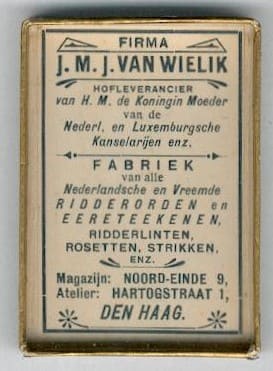 FIRMA
J. M. J. VAN WIELIK
HOFLEVERANCIER
van H. M. de Koningin Moeder
van de
Nederl. en Luxemburgsche
Kanselarijen enz.
FABRIEK
van alle
Nederlandsche en Vreemde
RIDDERORDEN en
EERETEEKENEN,
RIDDERLINTEN,
ROSETTEN, STRIKKEN,
ENZ.
Magazijn: NOORD-EINDE 9,
Atelier: HARTOGSTRAAT 1,
DEN HAAG.